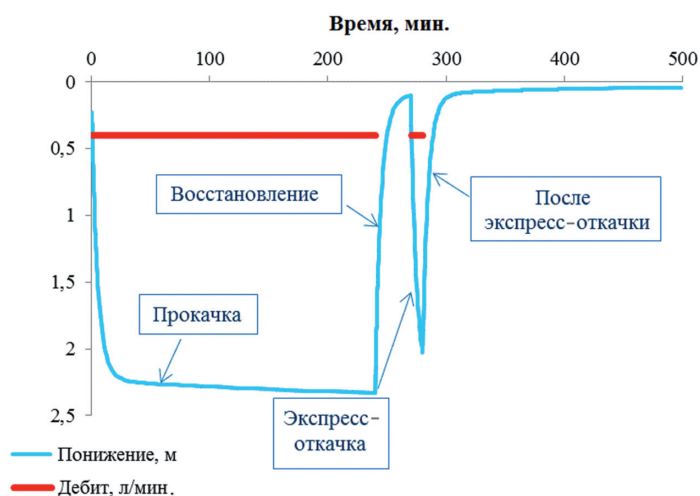 Время, мин.
0 100 200 300 400 500
0
0,5
1
1,5
2
2,5
Восстановление
После
экспресс-откачки
Прокачка
Экспресс-
откачка
Понижение, м
Дебит, л/мин.